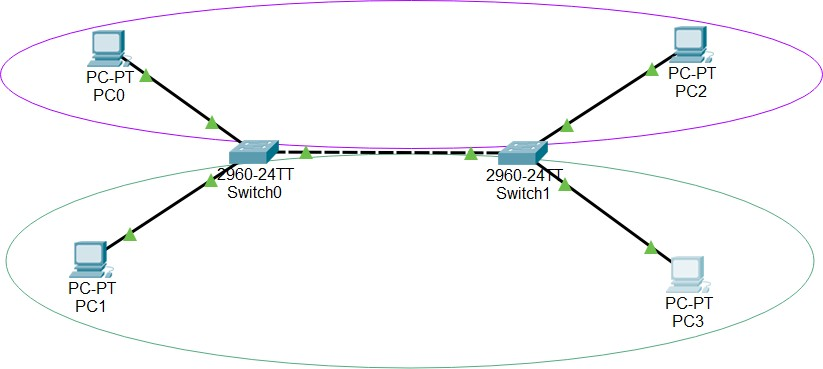 PC-PT
PC0
PC-PT
PC2
2960-24TT
Switch0
2960-24TT
Switch1
PC-PT
PC1
PC-PT
PC3